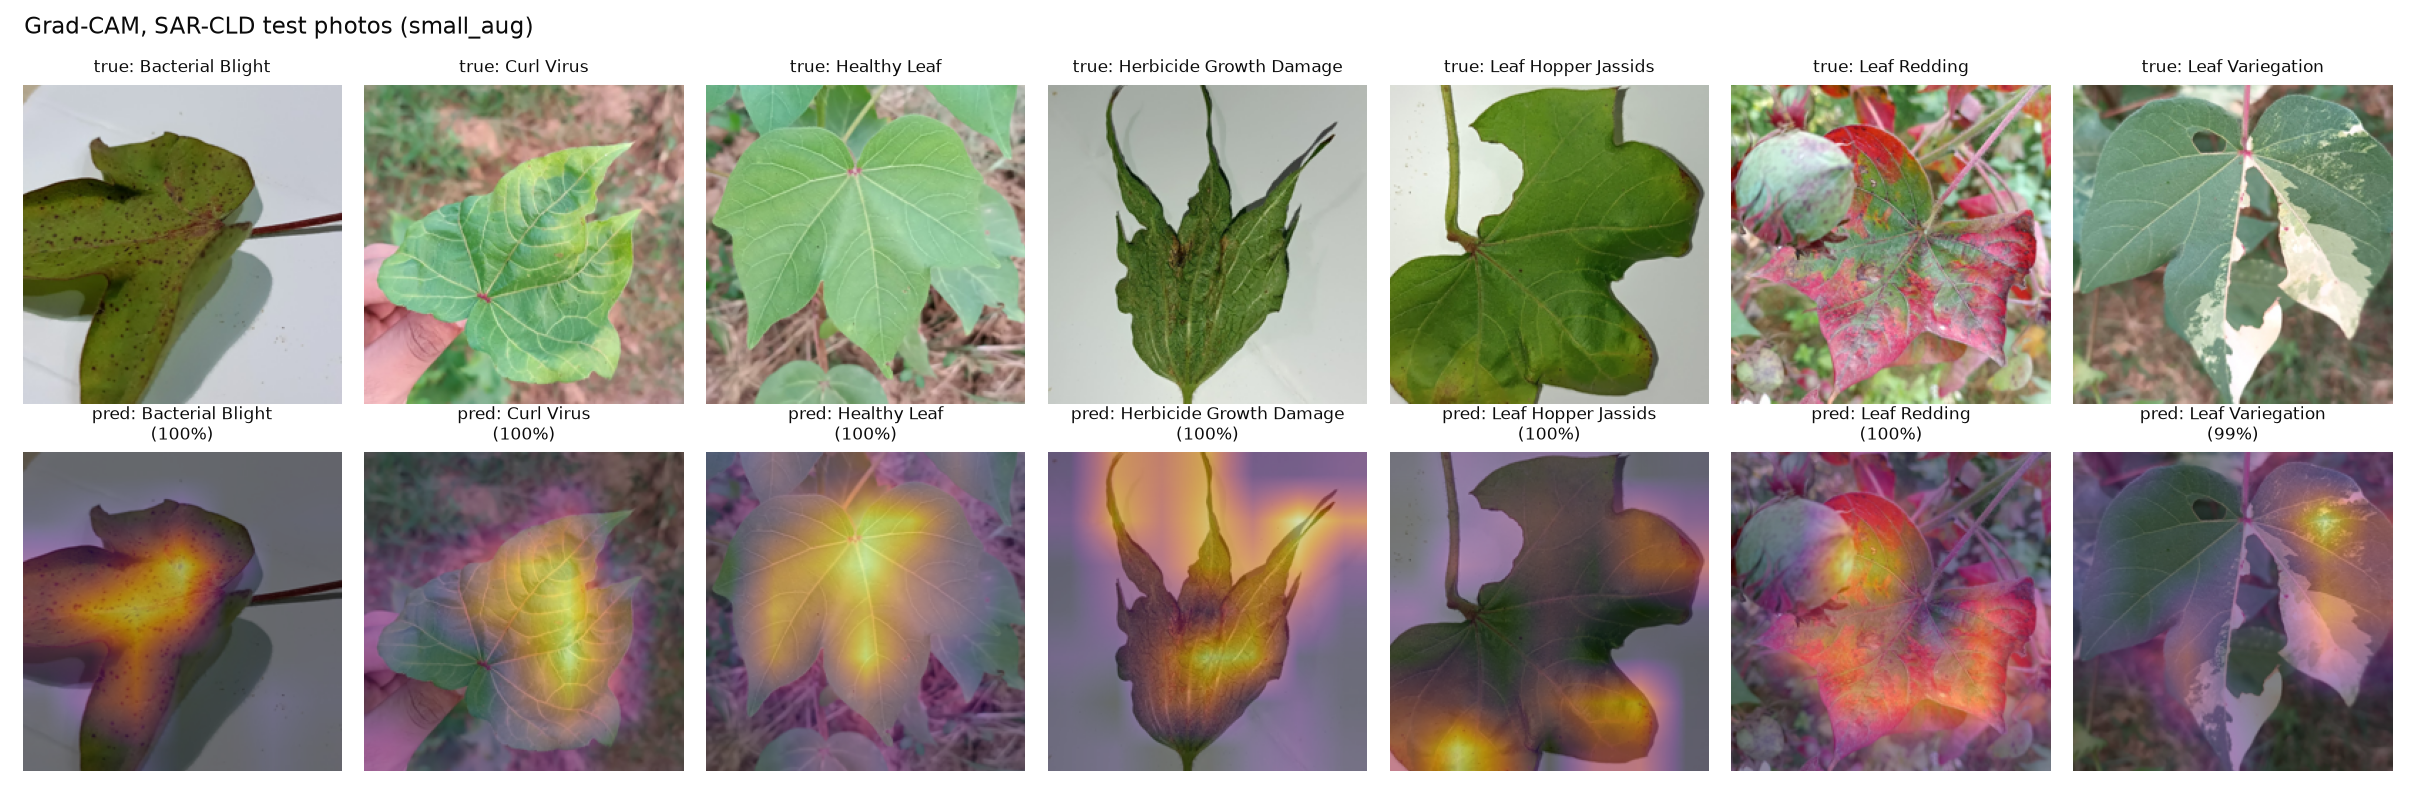 Grad-CAM, SAR-CLD test photos (small_aug)
true: Bacterial Blight
true: Curl Virus
true: Healthy Leaf
true: Herbicide Growth Damage
true: Leaf Hopper Jassids
true: Leaf Redding
true: Leaf Variegation
pred: Bacterial Blight
(100%)
pred: Curl Virus
(100%)
pred: Healthy Leaf
(100%)
pred: Herbicide Growth Damage
(100%)
pred: Leaf Hopper Jassids
(100%)
pred: Leaf Redding
(100%)
pred: Leaf Variegation
(99%)